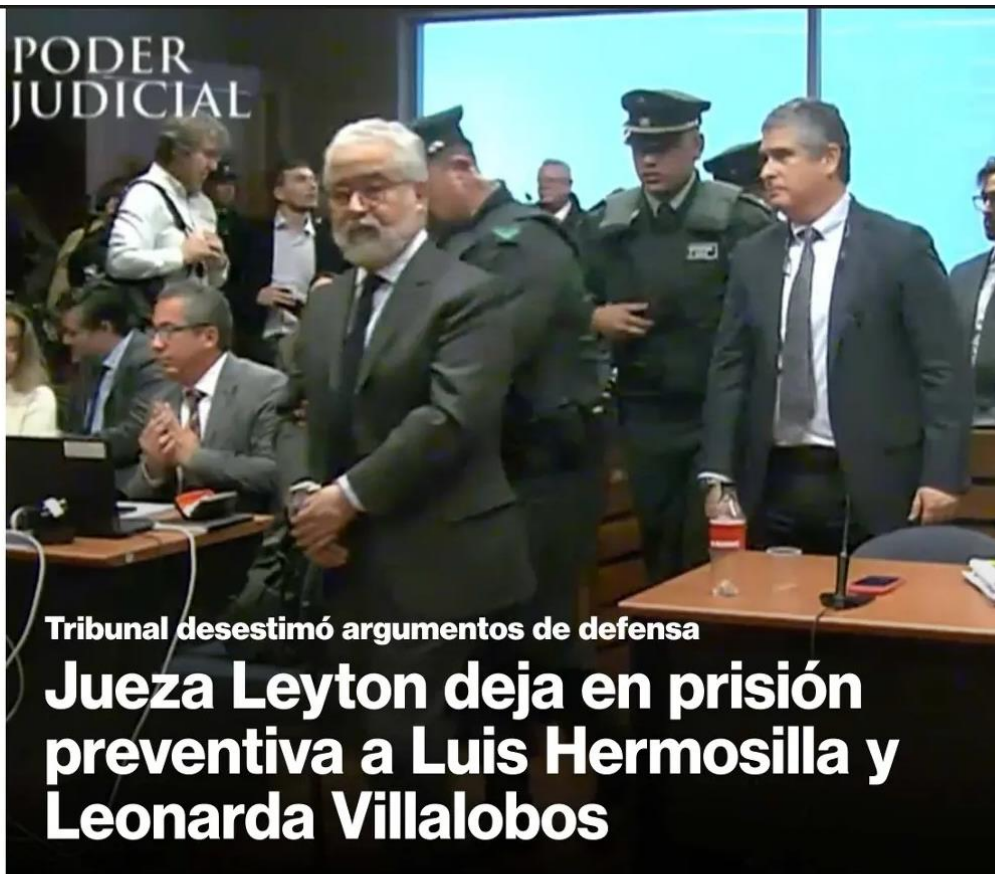 PODER
JUDICIAL
Tribunal desestimó argumentos de defensa
Jueza Leyton deja en prisión
preventiva a Luis Hermosilla y
Leonarda Villalobos